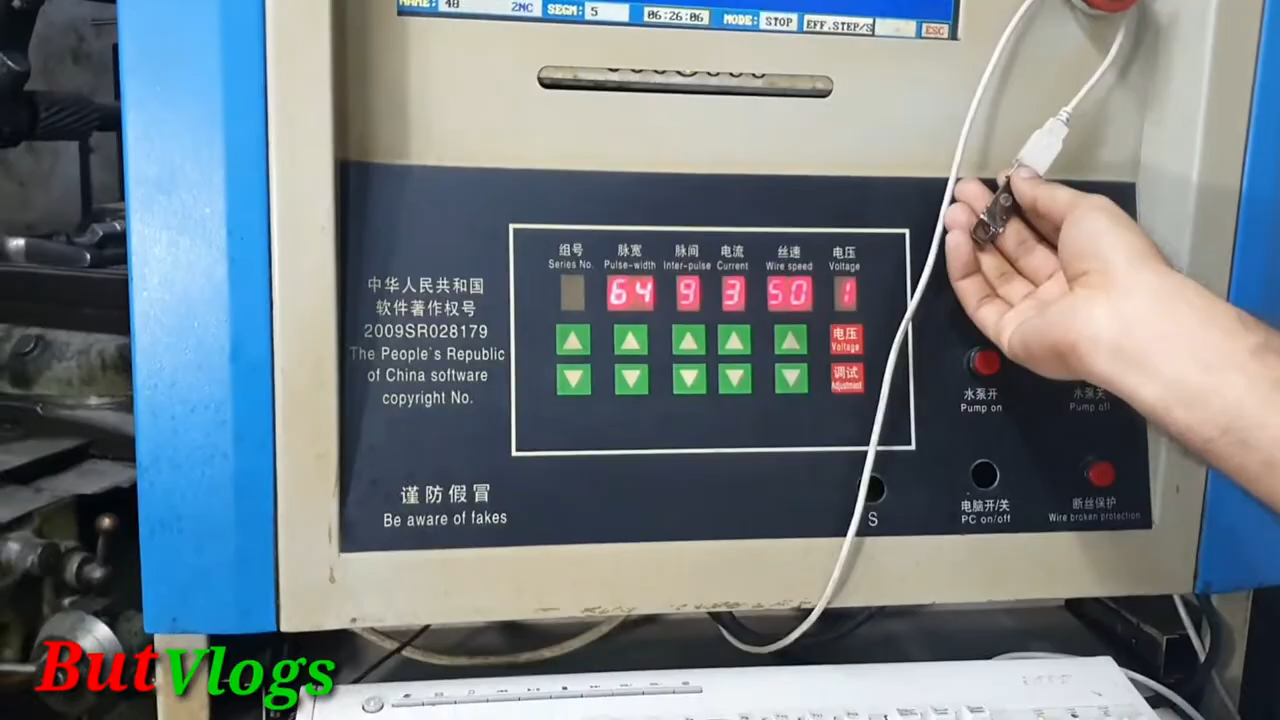 NAME: 48 2NC SEGM: 5 06:26:06 MODE: STOP EFF.STEP/S ESC
组号 脉宽 脉间 电流 丝速 电压
Series No. Pulse-width Inter-pulse Current Wire speed Voltage
64 9 3 50 1
电压
Voltage
调试
Adjustment
中华人民共和国
软件著作权号
2009SR028179
The People's Republic
of China software
copyright No.
谨防假冒
Be aware of fakes
水泵开
Pump on
水泵关
Pump off
S
电脑开/关
PC on/off
断丝保护
Wire broken protection
ButVlogs